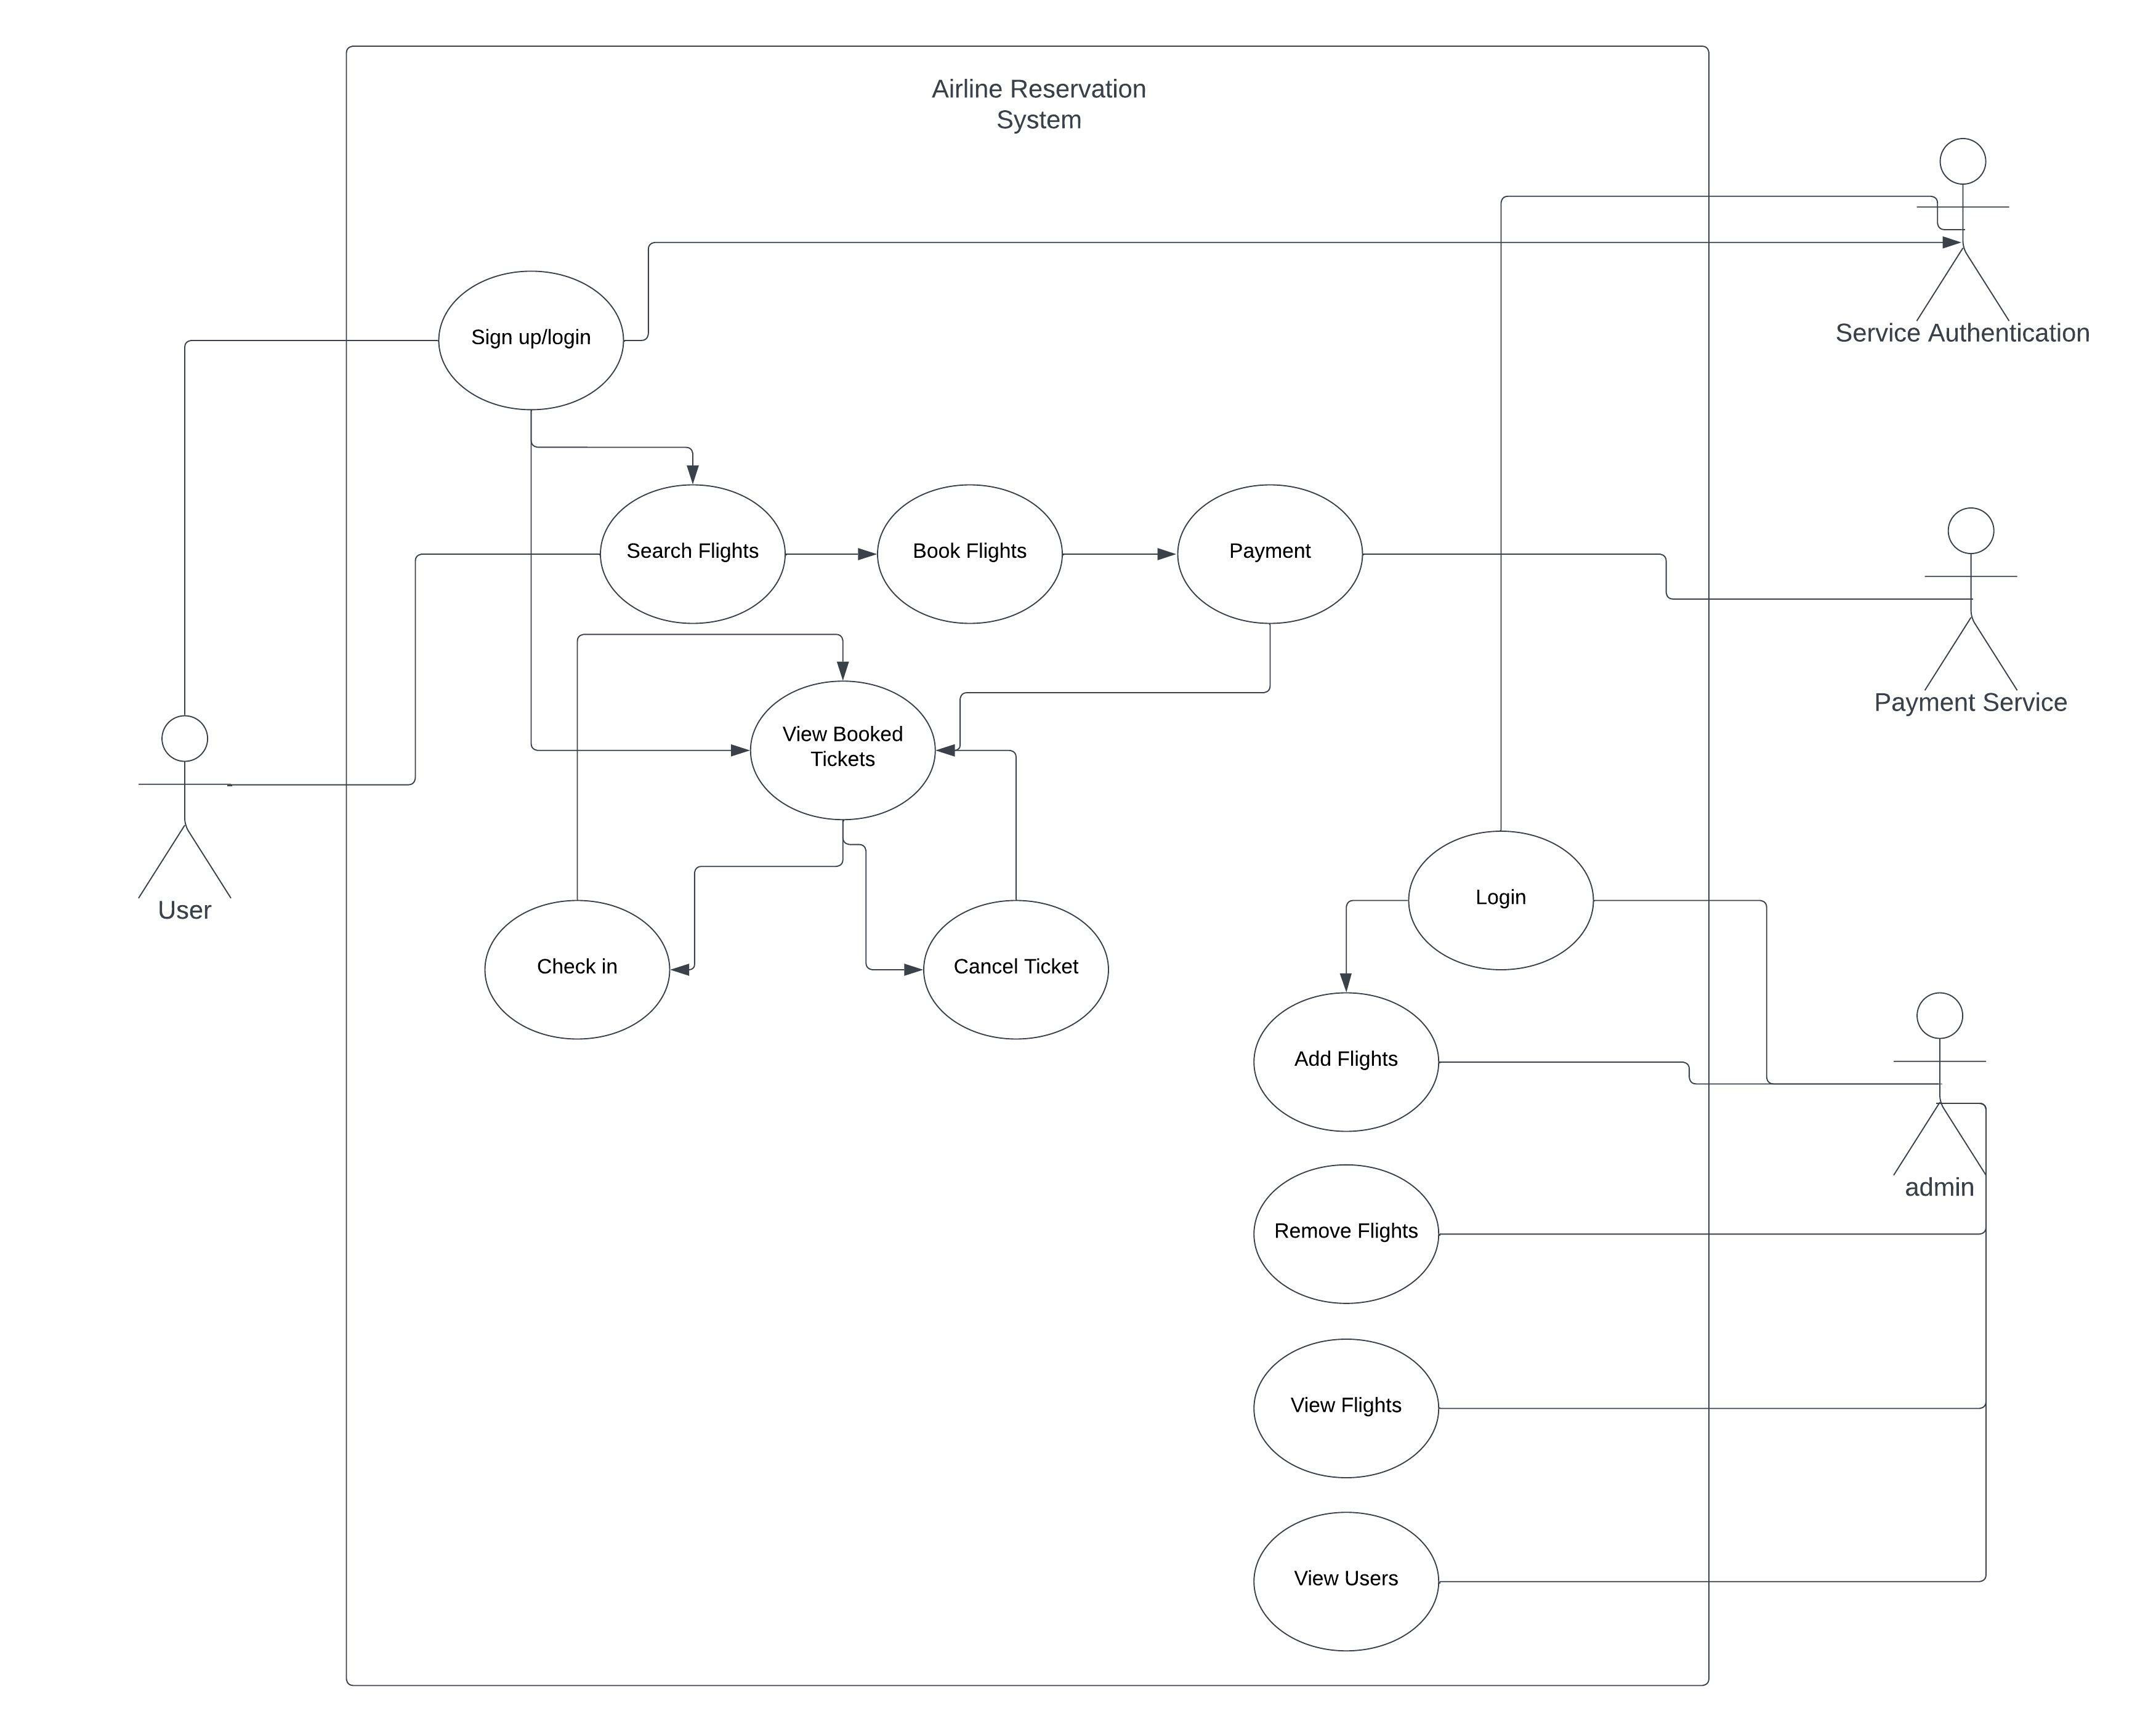 Airline Reservation
System
Service Authentication
Sign up/login
Search Flights
Book Flights
Payment
Payment Service
View Booked
Tickets
User
Login
Check in
Cancel Ticket
Add Flights
admin
Remove Flights
View Flights
View Users